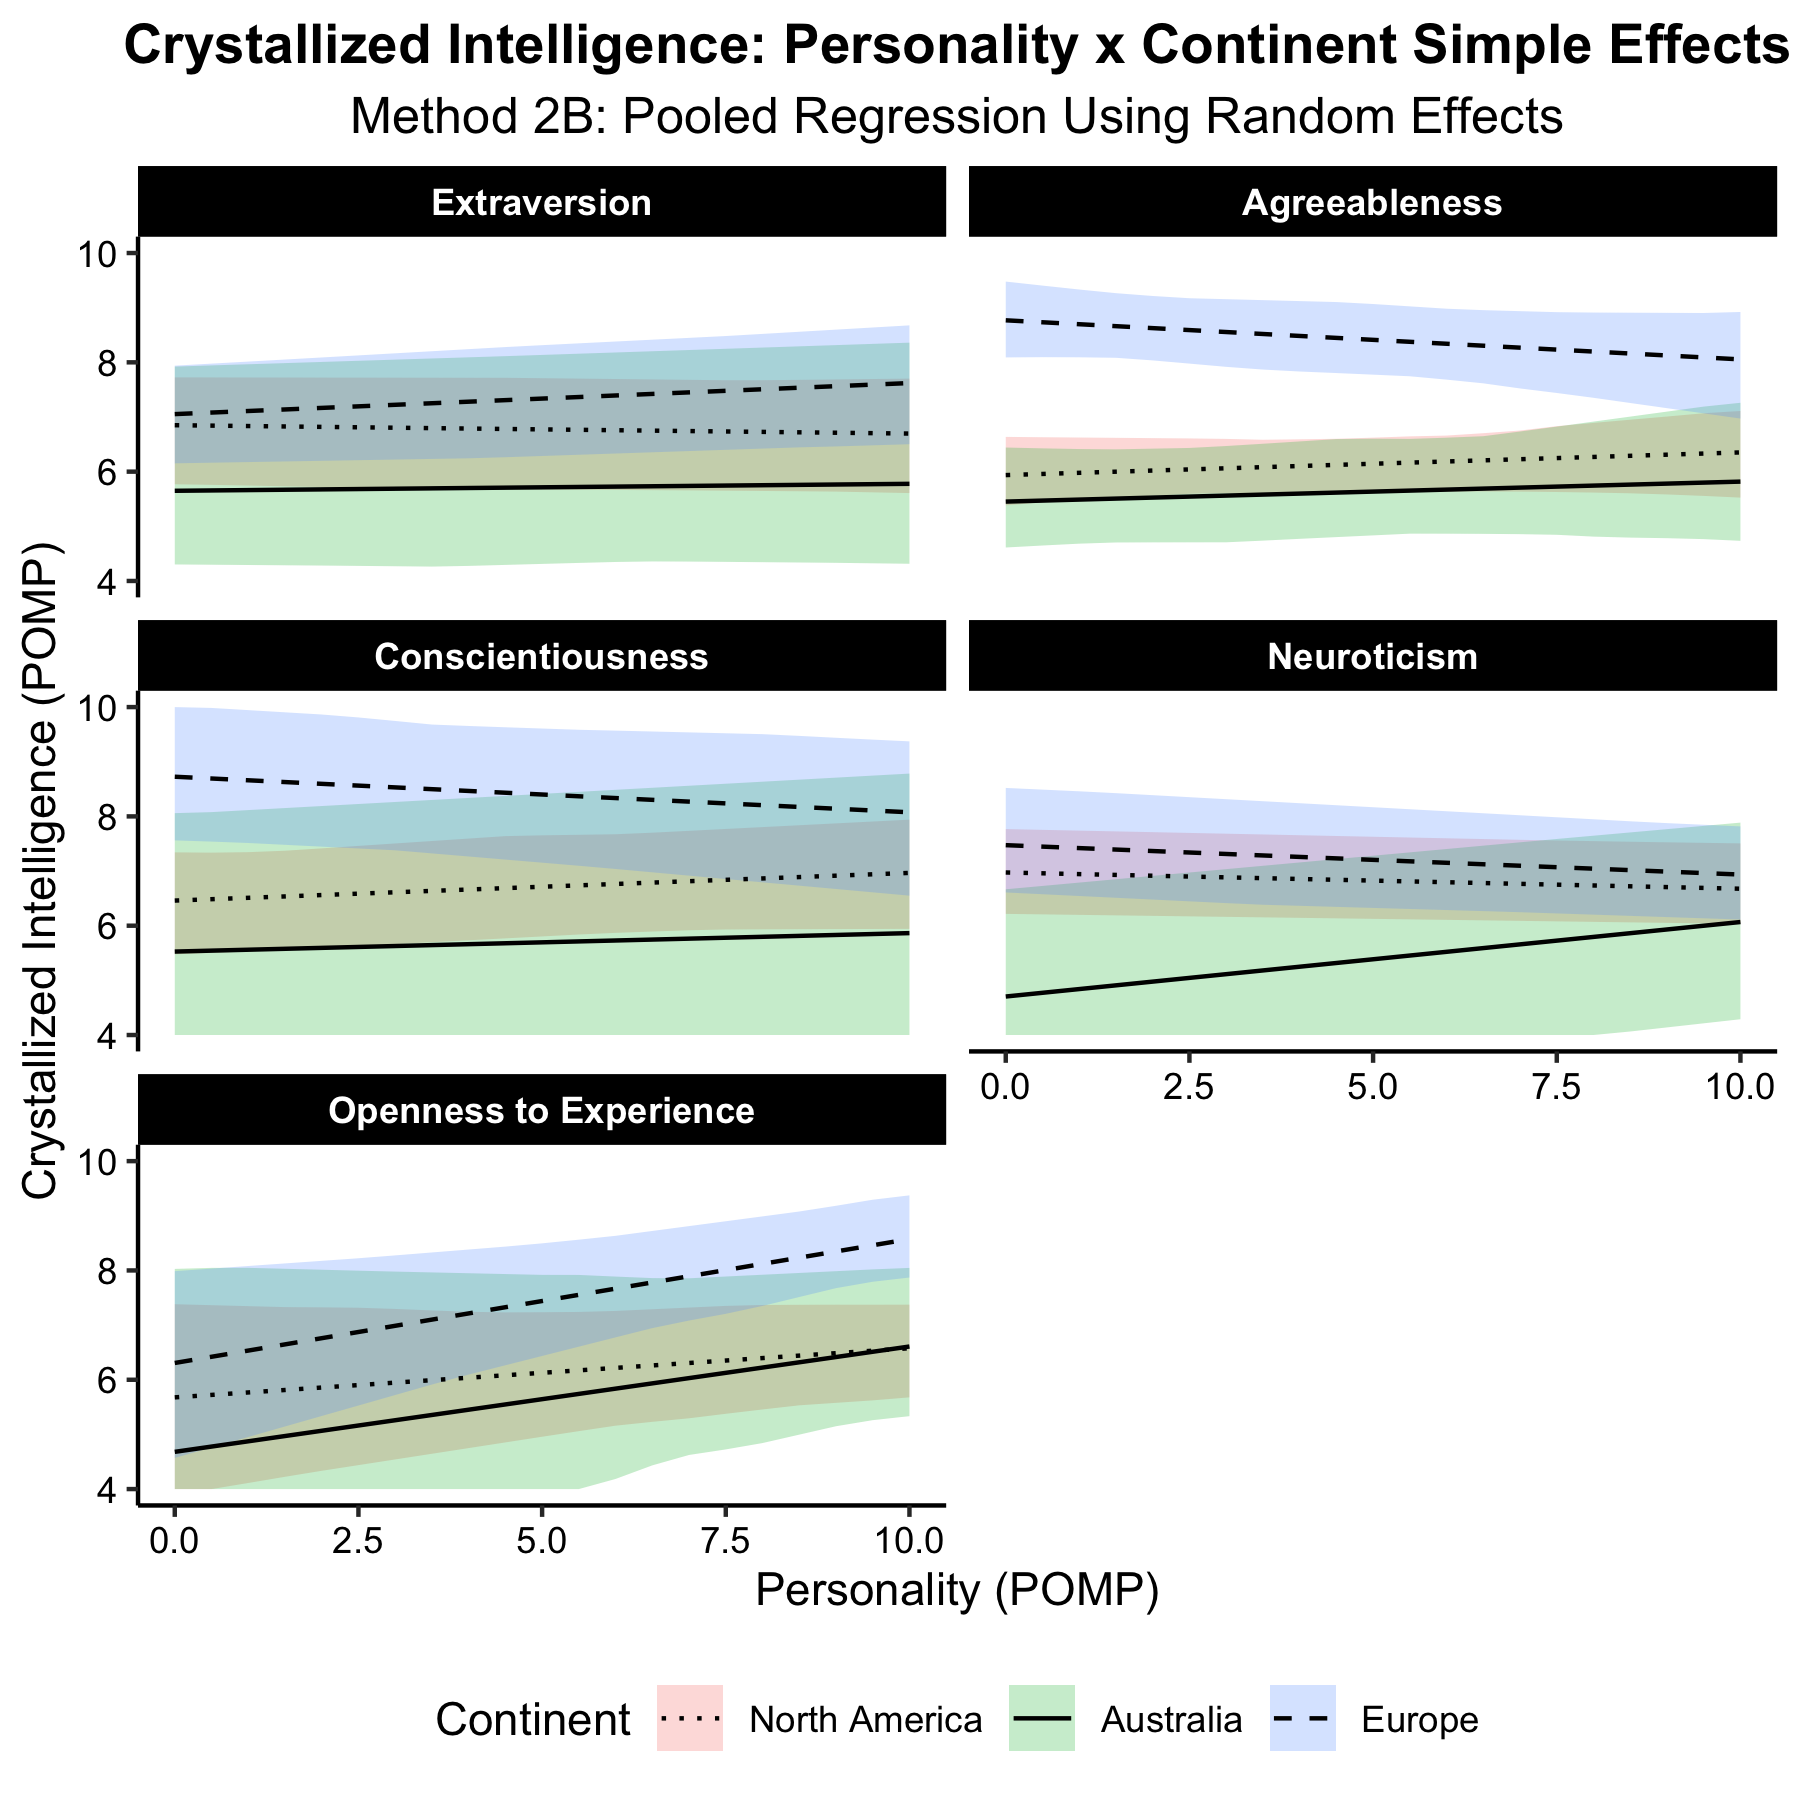 Crystallized Intelligence: Personality x Continent Simple Effects
Method 2B: Pooled Regression Using Random Effects
Extraversion
Agreeableness
10
8
6
4
Conscientiousness
Neuroticism
10
8
6
4
0.0 2.5 5.0 7.5 10.0
Openness to Experience
10
8
6
4
0.0 2.5 5.0 7.5 10.0
Crystallized Intelligence (POMP)
Personality (POMP)
Continent North America Australia Europe